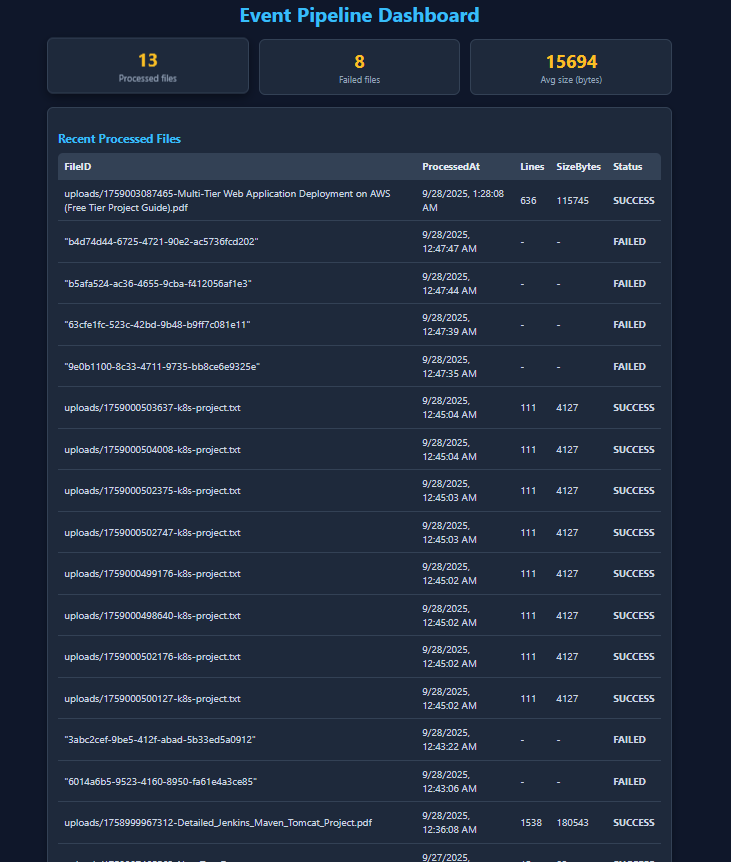 Event Pipeline Dashboard
13
Processed files
8
Failed files
15694
Avg size (bytes)
Recent Processed Files
FileID ProcessedAt Lines SizeBytes Status
uploads/1759003087465-Multi-Tier Web Application Deployment on AWS
(Free Tier Project Guide).pdf
9/28/2025, 1:28:08
AM
636 115745 SUCCESS
"b4d74d44-6725-4721-90e2-ac5736fcd202"
9/28/2025,
12:47:47 AM
- - FAILED
"b5afa524-ac36-4655-9cba-f412056af1e3"
9/28/2025,
12:47:44 AM
- - FAILED
"63cfe1fc-523c-42bd-9b48-b9ff7c081e11"
9/28/2025,
12:47:39 AM
- - FAILED
"9e0b1100-8c33-4711-9735-bb8ce6e9325e"
9/28/2025,
12:47:35 AM
- - FAILED
uploads/1759000503637-k8s-project.txt
9/28/2025,
12:45:04 AM
111 4127 SUCCESS
uploads/1759000504008-k8s-project.txt
9/28/2025,
12:45:04 AM
111 4127 SUCCESS
uploads/1759000502375-k8s-project.txt
9/28/2025,
12:45:03 AM
111 4127 SUCCESS
uploads/1759000502747-k8s-project.txt
9/28/2025,
12:45:03 AM
111 4127 SUCCESS
uploads/1759000499176-k8s-project.txt
9/28/2025,
12:45:02 AM
111 4127 SUCCESS
uploads/1759000498640-k8s-project.txt
9/28/2025,
12:45:02 AM
111 4127 SUCCESS
uploads/1759000502176-k8s-project.txt
9/28/2025,
12:45:02 AM
111 4127 SUCCESS
uploads/1759000500127-k8s-project.txt
9/28/2025,
12:45:02 AM
111 4127 SUCCESS
"3abc2cef-9be5-412f-abad-5b33ed5a0912"
9/28/2025,
12:43:22 AM
- - FAILED
"6014a6b5-9523-4160-8950-fa61e4a3ce85"
9/28/2025,
12:43:06 AM
- - FAILED
uploads/1758999967312-Detailed_Jenkins_Maven_Tomcat_Project.pdf
9/28/2025,
12:36:08 AM
1538 180543 SUCCESS
9/27/2025,